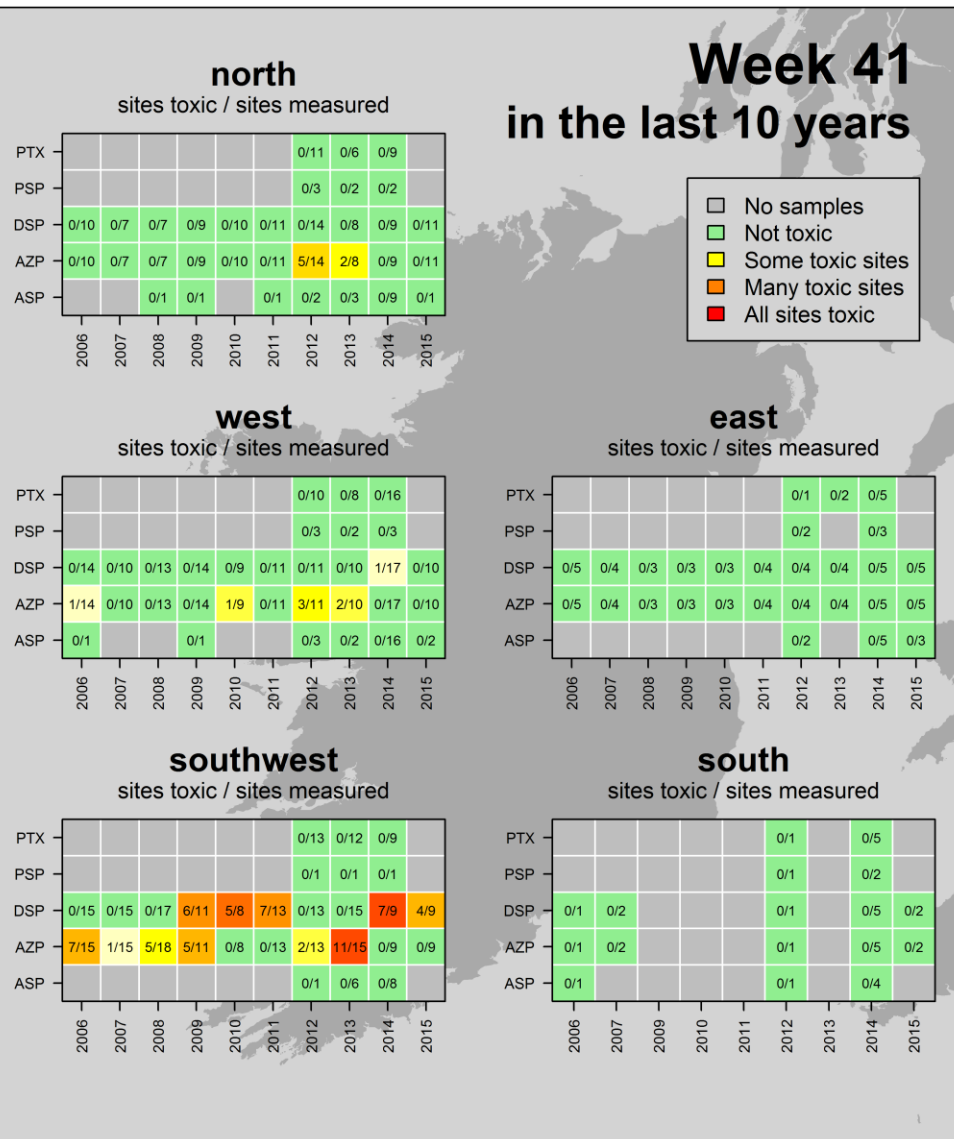 Week 41
in the last 10 years
No samples
Not toxic
Some toxic sites
Many toxic sites
All sites toxic
north
sites toxic / sites measured
PTX 0/11 0/6 0/9
PSP 0/3 0/2 0/2
DSP 0/10 0/7 0/7 0/9 0/10 0/11 0/14 0/8 0/9 0/11
AZP 0/10 0/7 0/7 0/9 0/10 0/11 5/14 2/8 0/9 0/11
ASP 0/1 0/1 0/1 0/2 0/3 0/9 0/1
2006 2007 2008 2009 2010 2011 2012 2013 2014 2015
west
sites toxic / sites measured
PTX 0/10 0/8 0/16
PSP 0/3 0/2 0/3
DSP 0/14 0/10 0/13 0/14 0/9 0/11 0/11 0/10 1/17 0/10
AZP 1/14 0/10 0/13 0/14 1/9 0/11 3/11 2/10 0/17 0/10
ASP 0/1 0/1 0/3 0/2 0/16 0/2
2006 2007 2008 2009 2010 2011 2012 2013 2014 2015
east
sites toxic / sites measured
PTX 0/1 0/2 0/5
PSP 0/2 0/3
DSP 0/5 0/4 0/3 0/3 0/3 0/4 0/4 0/4 0/5 0/5
AZP 0/5 0/4 0/3 0/3 0/3 0/4 0/4 0/4 0/5 0/5
ASP 0/2 0/5 0/3
2006 2007 2008 2009 2010 2011 2012 2013 2014 2015
southwest
sites toxic / sites measured
PTX 0/13 0/12 0/9
PSP 0/1 0/1 0/1
DSP 0/15 0/15 0/17 6/11 5/8 7/13 0/13 0/15 7/9 4/9
AZP 7/15 1/15 5/18 5/11 0/8 0/13 2/13 11/15 0/9 0/9
ASP 0/1 0/6 0/8
2006 2007 2008 2009 2010 2011 2012 2013 2014 2015
south
sites toxic / sites measured
PTX 0/1 0/5
PSP 0/1 0/2
DSP 0/1 0/2 0/1 0/5 0/2
AZP 0/1 0/2 0/1 0/5 0/2
ASP 0/1 0/1 0/4
2006 2007 2008 2009 2010 2011 2012 2013 2014 2015